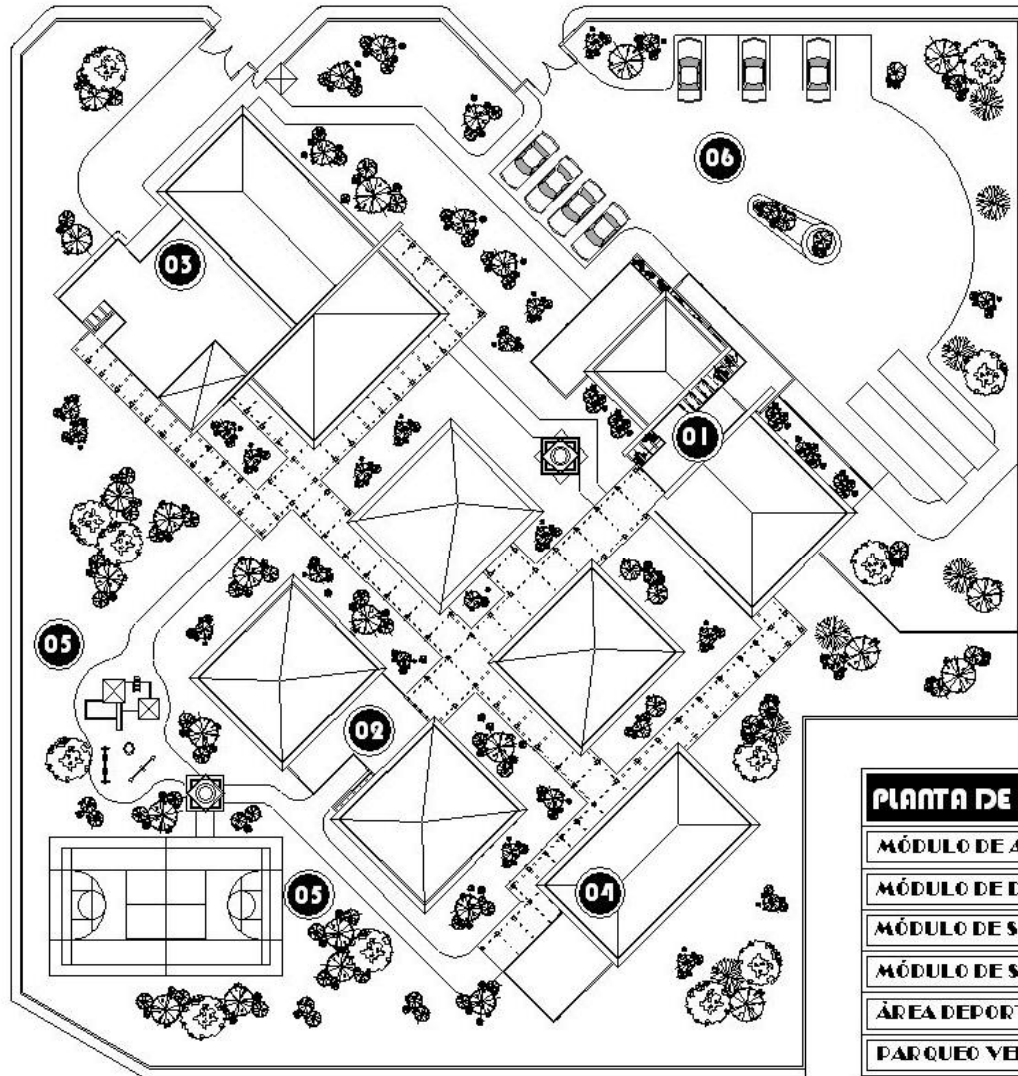 06
03
01
05
02
05
04
PLANTA DE
MÓDULO DE A
MÓDULO DE D
MÓDULO DE S
MÓDULO DE S
ÁREA DEPOR
PARQUEO VE